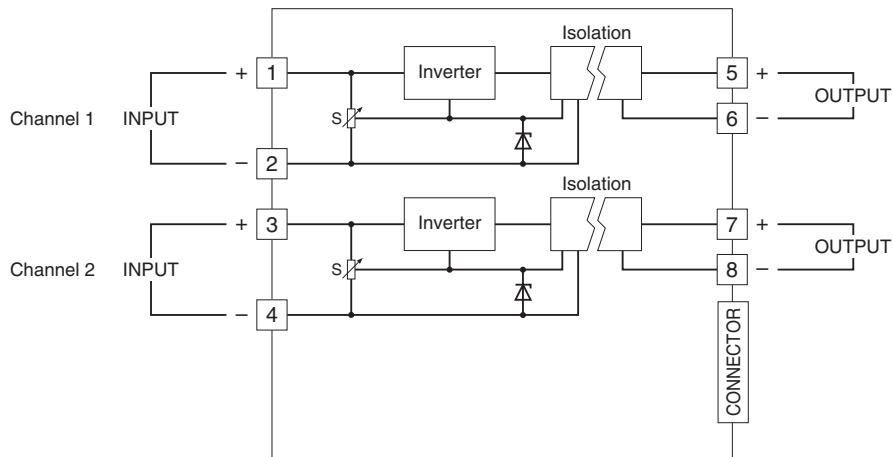 Isolation
+ 1 Inverter 5 +
Channel 1 INPUT S 6 − OUTPUT
− 2
Isolation
+ 3 Inverter 7 +
Channel 2 INPUT S 8 − OUTPUT
− 4
CONNECTOR